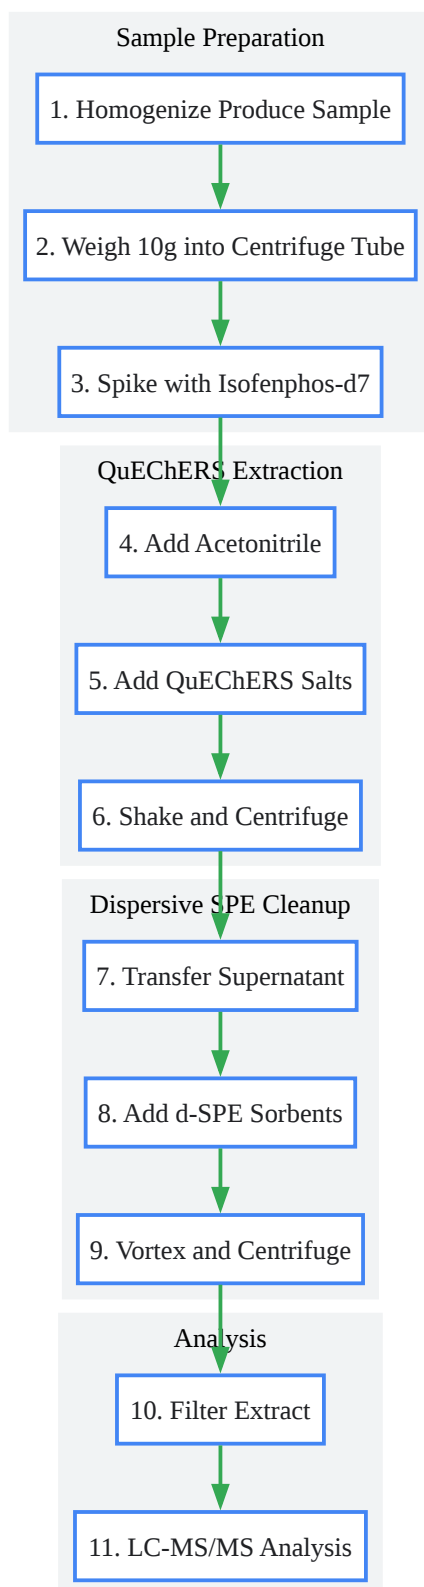 Sample Preparation
1. Homogenize Produce Sample
2. Weigh 10g into Centrifuge Tube
3. Spike with Isofenphos-d7
QuEChERS Extraction
4. Add Acetonitrile
5. Add QuEChERS Salts
6. Shake and Centrifuge
Dispersive SPE Cleanup
7. Transfer Supernatant
8. Add d-SPE Sorbents
9. Vortex and Centrifuge
Analysis
10. Filter Extract
11. LC-MS/MS Analysis